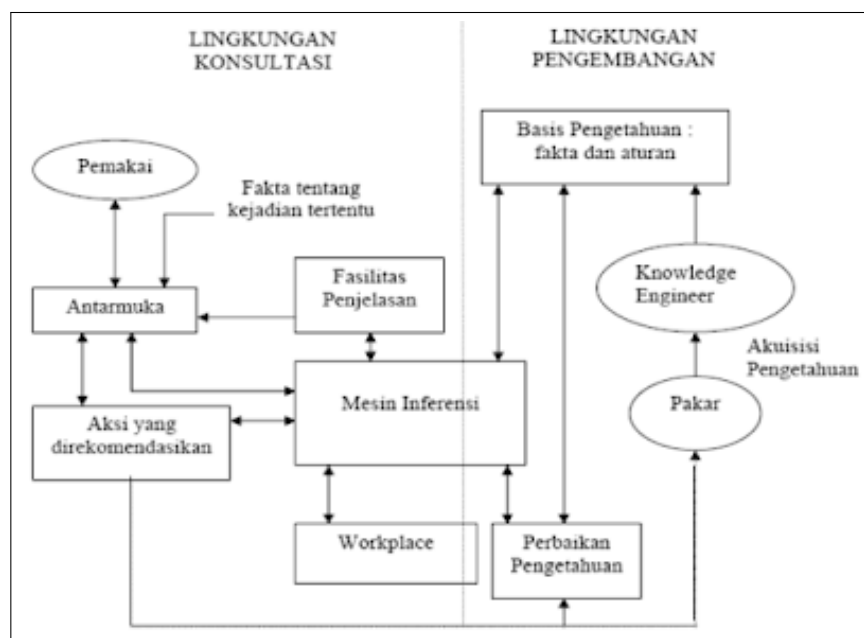 LINGKUNGAN
KONSULTASI
LINGKUNGAN
PENGEMBANGAN
Basis Pengetahuan :
fakta dan aturan
Pemakai
Fakta tentang
kejadian tertentu
Fasilitas
Penjelasan
Knowledge
Engineer
Antarmuka
Akuisisi
Pengetahuan
Mesin Inferensi
Pakar
Aksi yang
direkomendasikan
Workplace
Perbaikan
Pengetahuan